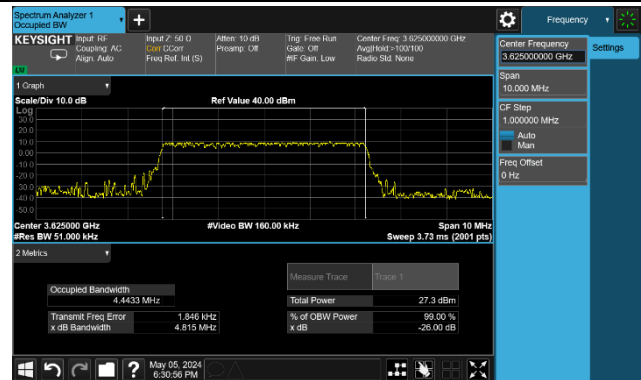 Spectrum Analyzer 1
Occupied BW
Frequency
KEYSIGHT
Input: RF
Coupling: AC
Align: Auto
Input Z: 50 Ω
Corr CCorr
Freq Ref: Int (S)
Atten: 10 dB
Preamp: Off
Trig: Free Run
Gate: Off
#IF Gain: Low
Center Freq: 3.625000000 GHz
Avg|Hold:>100/100
Radio Std: None
Center Frequency
3.625000000 GHz
Settings
Span
10.000 MHz
CF Step
1.000000 MHz
Auto
Man
Freq Offset
0 Hz
1 Graph
Scale/Div 10.0 dB
Ref Value 40.00 dBm
Log
30.0
20.0
10.0
0.00
-10.0
-20.0
-30.0
-40.0
-50.0
Center 3.625000 GHz
#Video BW 160.00 kHz
Span 10 MHz
#Res BW 51.000 kHz
Sweep 3.73 ms (2001 pts)
2 Metrics
Measure Trace
Trace 1
Occupied Bandwidth
4.4433 MHz
Total Power
27.3 dBm
Transmit Freq Error
1.846 kHz
% of OBW Power
99.00 %
x dB Bandwidth
4.815 MHz
x dB
-26.00 dB
May 05, 2024
6:30:56 PM